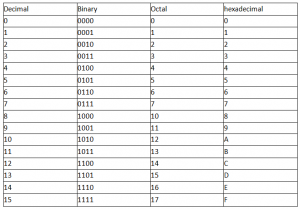 Decimal Binary Octal hexadecimal
0 0000 0 0
1 0001 1 1
2 0010 2 2
3 0011 3 3
4 0100 4 4
5 0101 5 5
6 0110 6 6
7 0111 7 7
8 1000 10 8
9 1001 11 9
10 1010 12 A
11 1011 13 B
12 1100 14 C
13 1101 15 D
14 1110 16 E
15 1111 17 F